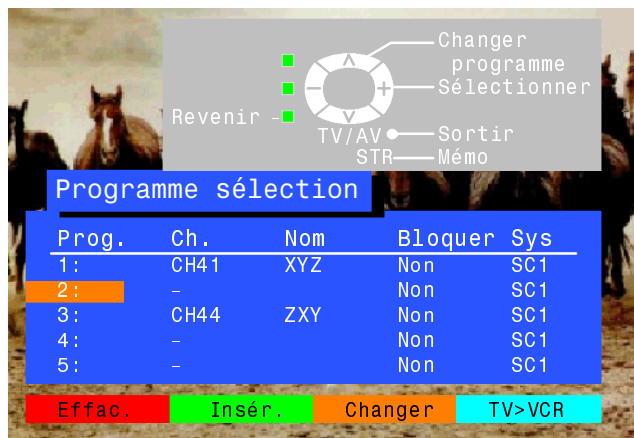 Changer
programme
Sélectionner
Revenir
TV/AV
Sortir
STR
Mémo
Programme sélection
Prog. Ch. Nom Bloquer Sys
1: CH41 XYZ Non SC1
2: - Non SC1
3: CH44 ZXY Non SC1
4: - Non SC1
5: - Non SC1
Effac. Insér. Changer TV>VCR